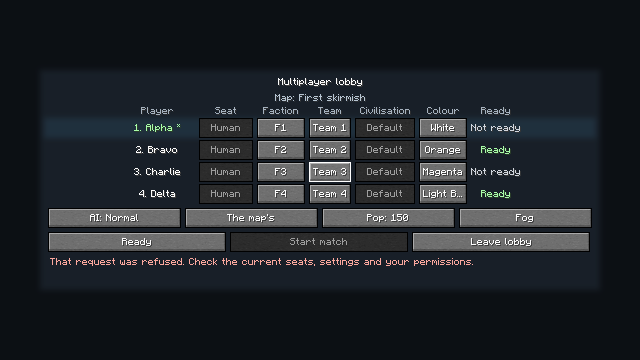 Multiplayer lobby
Map: First skirmish
Player Seat Faction Team Civilisation Colour Ready
1. Alpha * Human F1 Team 1 Default White Not ready
2. Bravo Human F2 Team 2 Default Orange Ready
3. Charlie Human F3 Team 3 Default Magenta Not ready
4. Delta Human F4 Team 4 Default Light B... Ready
AI: Normal The map's Pop: 150 Fog
Ready Start match Leave lobby
That request was refused. Check the current seats, settings and your permissions.